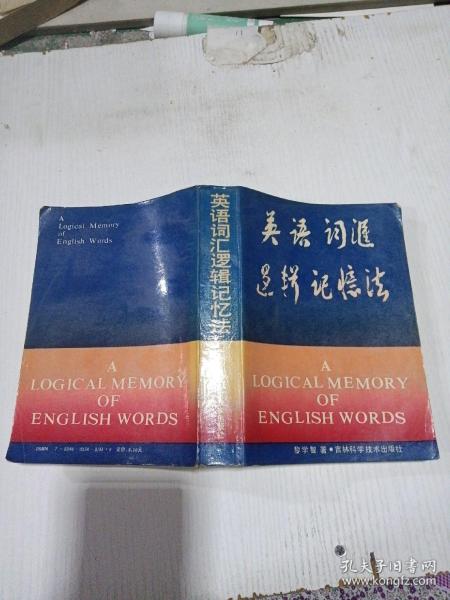 A
Logical Memory
of
English Words
A
LOGICAL MEMORY
OF
ENGLISH WORDS
英语词汇逻辑记忆法
英语词汇
逻辑记忆法
A
LOGICAL MEMORY
OF
ENGLISH WORDS
黎学智 著·吉林科学技术出版社
孔夫子旧书网
www.kongfz.com